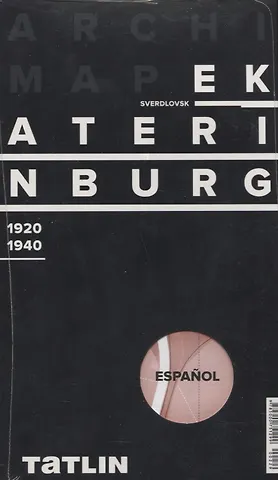 ARCHI
MAP EK
SVERDLOVSK
ATERI
NBURG
1920
1940
ESPAÑOL
TATLIN